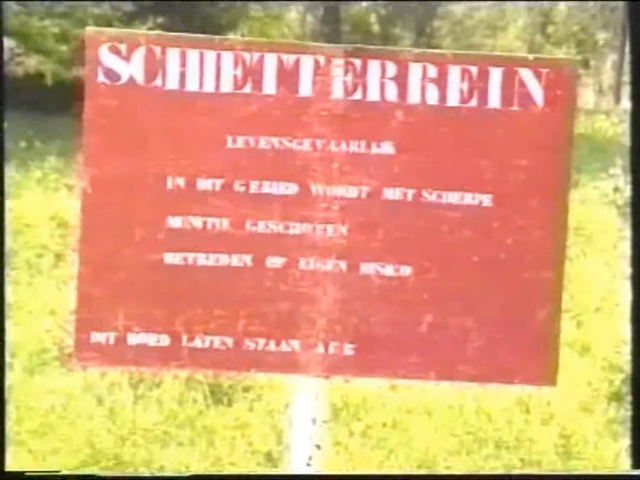 SCHIETTERREIN
LEVENSGEVAARLIJK
IN DIT GEBIED WORDT MET SCHERPE
MUNITIE GESCHOTEN
BETREDEN OP EIGEN RISICO
DIT BORD LATEN STAAN